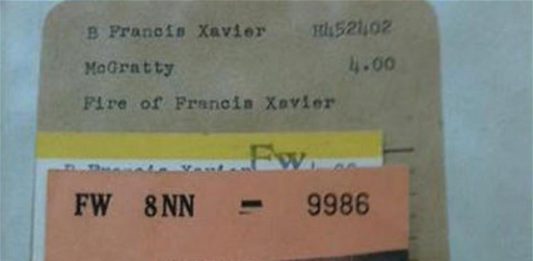 B Francis Xavier H452402
McGratty 4.00
Fire of Francis Xavier
Fw
FW 8NN - 9986